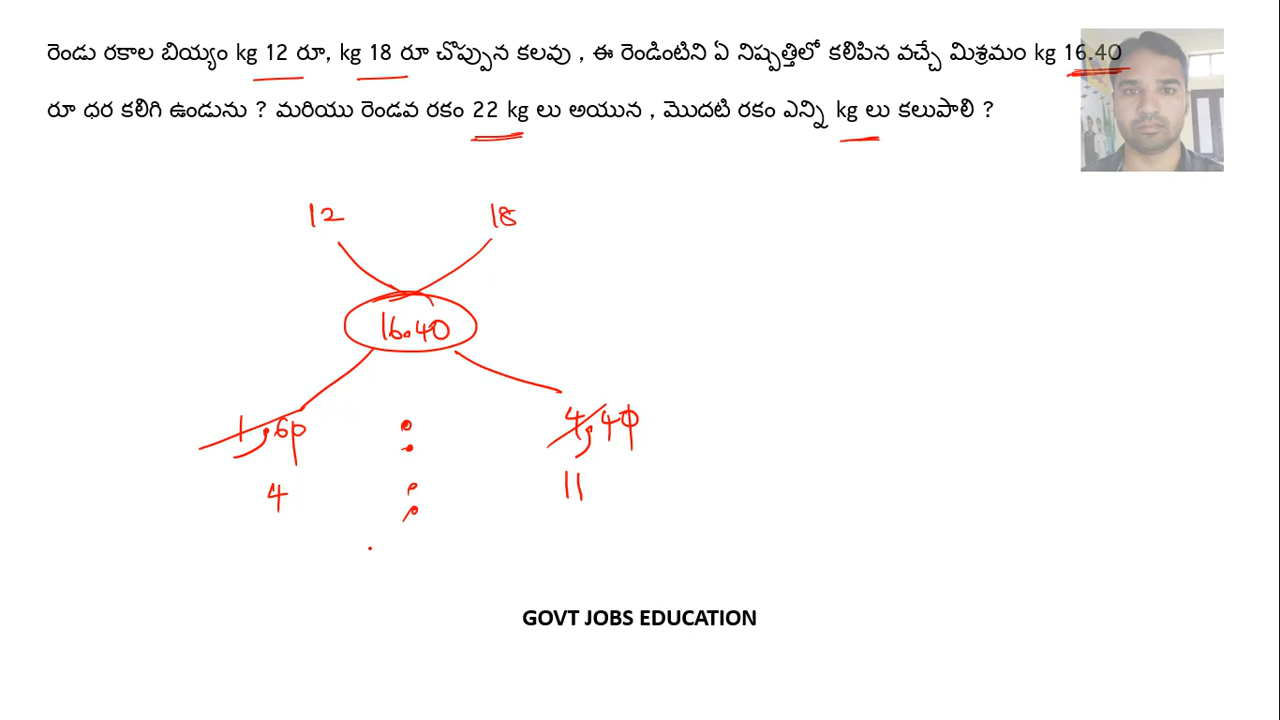 రెండు రకాల బియ్యం kg 12 రూ, kg 18 రూ చొప్పున కలవు , ఈ రెండింటిని ఏ నిష్పత్తిలో కలిపిన వచ్చే మిశ్రమం kg 16.40
రూ ధర కలిగి ఉండును ? మరియు రెండవ రకం 22 kg లు అయిన , మొదటి రకం ఎన్ని kg లు కలుపాలి ?
12 18
16.40
1.60 : 4.40
4 : 11
GOVT JOBS EDUCATION